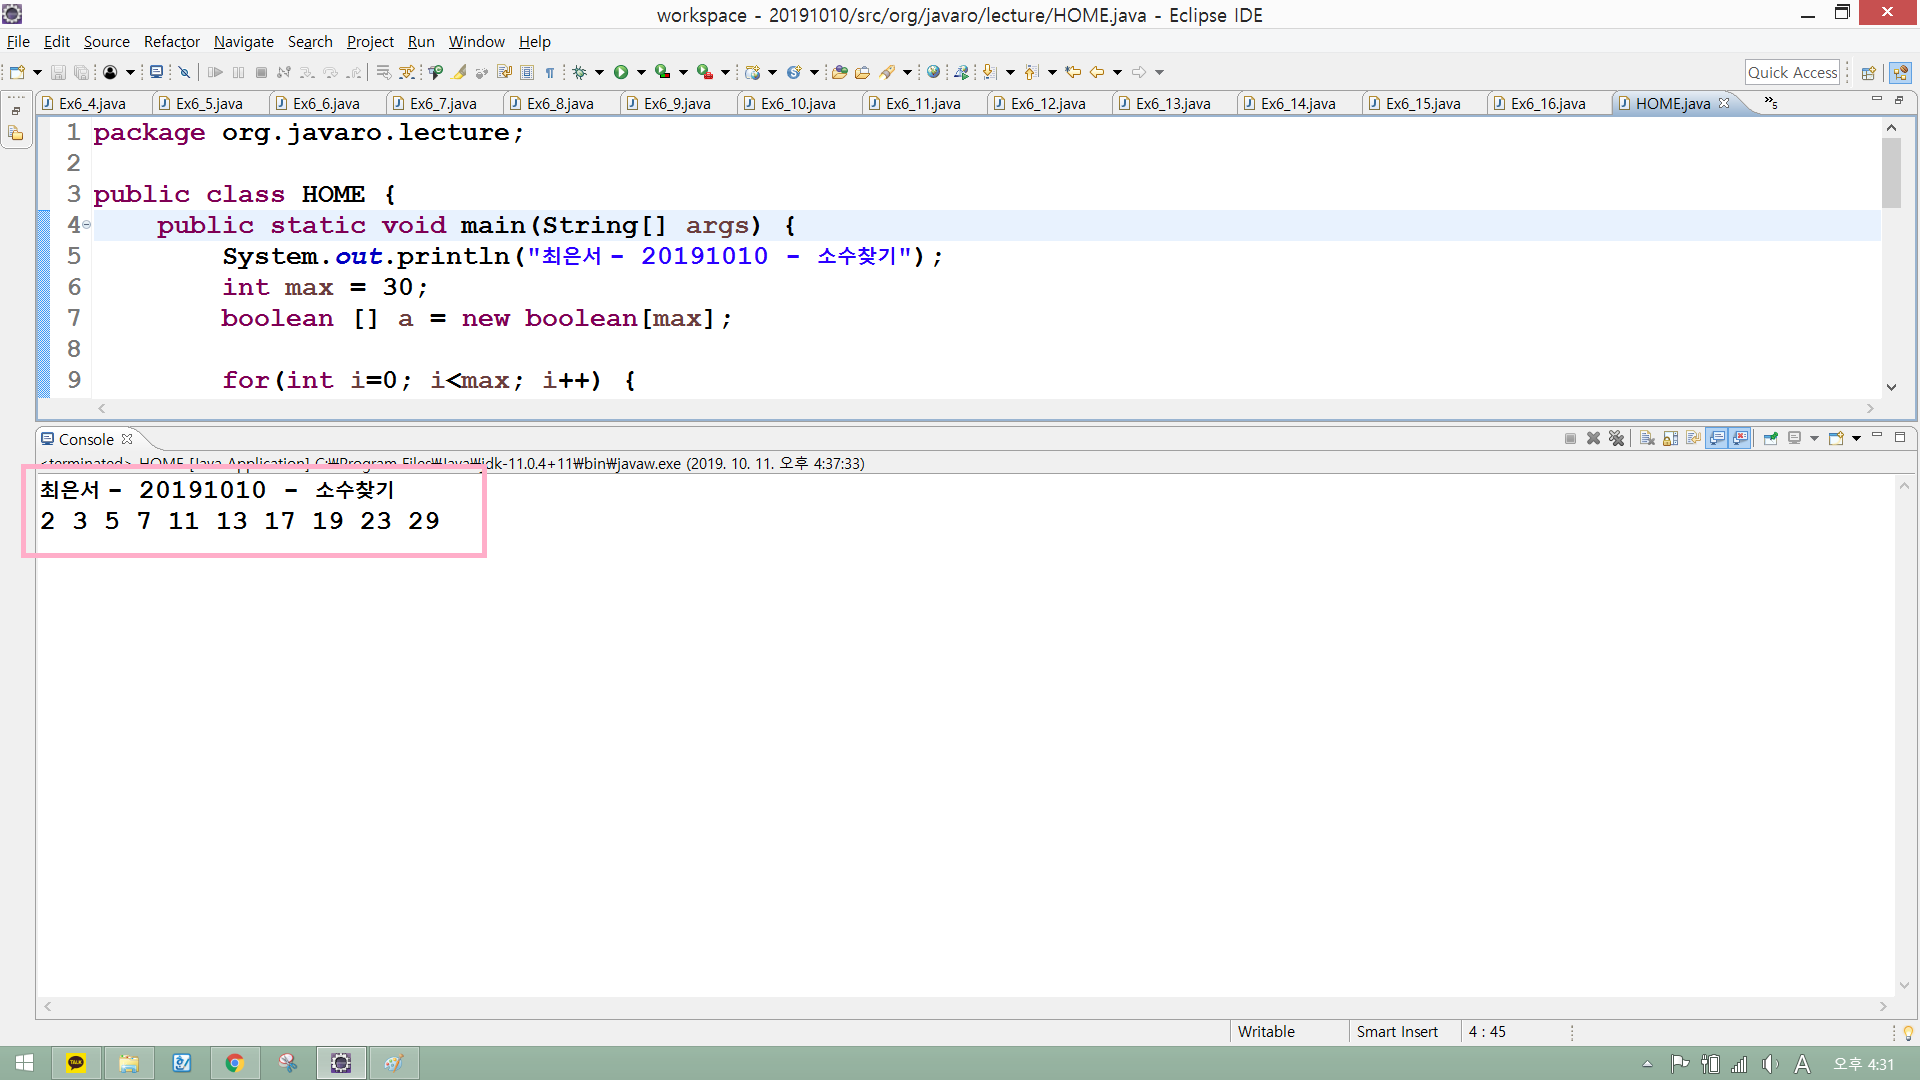 workspace - 20191010/src/org/javaro/lecture/HOME.java - Eclipse IDE
File Edit Source Refactor Navigate Search Project Run Window Help
Quick Access
Ex6_4.java Ex6_5.java Ex6_6.java Ex6_7.java Ex6_8.java Ex6_9.java Ex6_10.java Ex6_11.java Ex6_12.java Ex6_13.java Ex6_14.java Ex6_15.java Ex6_16.java HOME.java »5
1 package org.javaro.lecture;
2
3 public class HOME {
4 public static void main(String[] args) {
5 System.out.println("최은서 - 20191010 - 소수찾기");
6 int max = 30;
7 boolean [] a = new boolean[max];
8
9 for(int i=0; i<max; i++) {
Console
<terminated> HOME [Java Application] C:₩Program Files₩Java₩jdk-11.0.4+11₩bin₩javaw.exe (2019. 10. 11. 오후 4:37:33)
최은서 - 20191010 - 소수찾기
2 3 5 7 11 13 17 19 23 29
Writable Smart Insert 4 : 45
TALK
A 오후 4:31